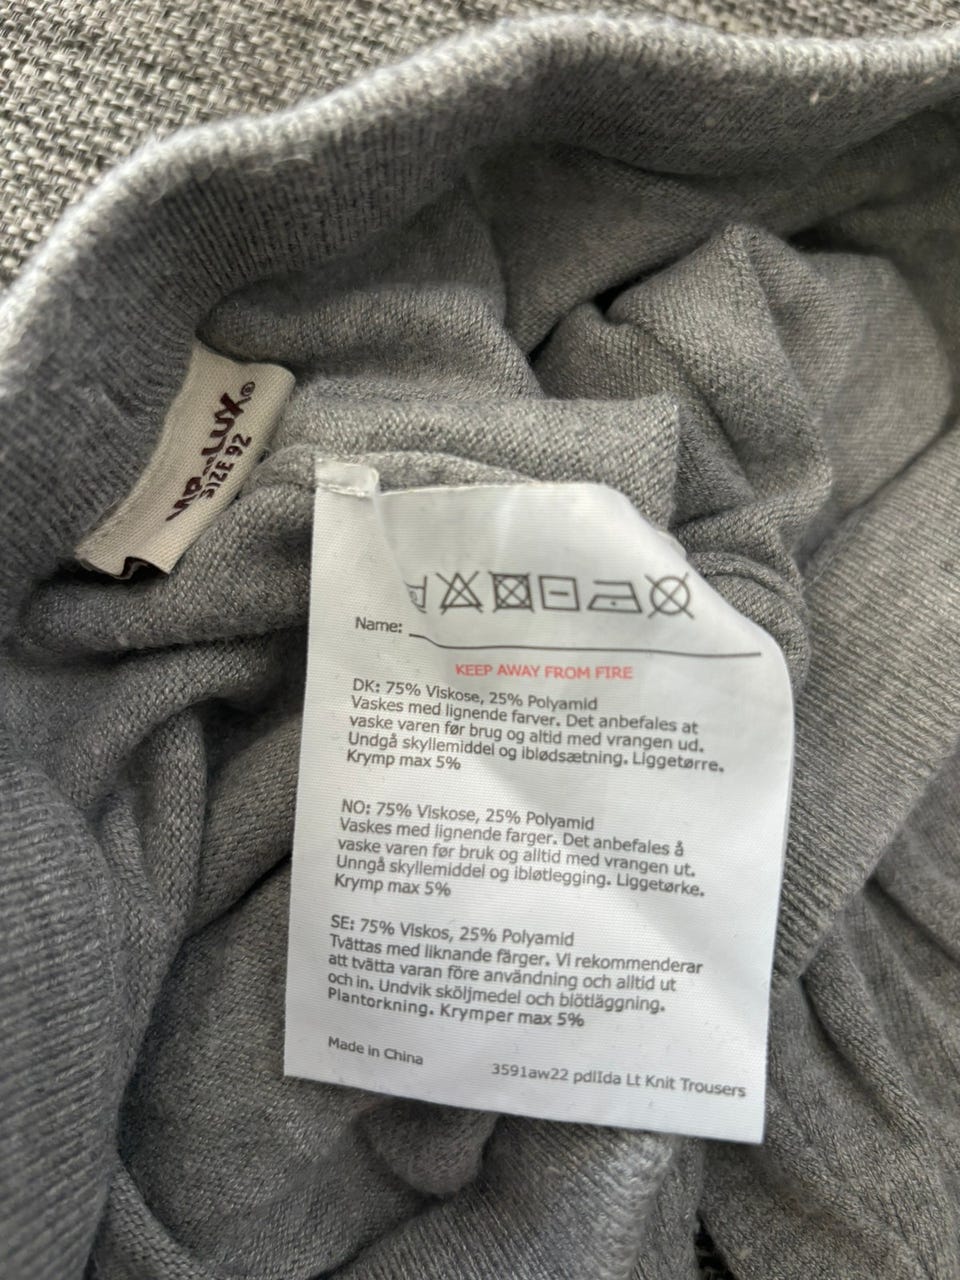 LUX®
SIZE 92
Name:
KEEP AWAY FROM FIRE
DK: 75% Viskose, 25% Polyamid
Vaskes med lignende farver. Det anbefales at
vaske varen før brug og altid med vrangen ud.
Undgå skyllemiddel og iblødsætning. Liggetørre.
Krymp max 5%
NO: 75% Viskose, 25% Polyamid
Vaskes med lignende farger. Det anbefales å
vaske varen før bruk og alltid med vrangen ut.
Unngå skyllemiddel og ibløtlegging. Liggetørke.
Krymp max 5%
SE: 75% Viskos, 25% Polyamid
Tvättas med liknande färger. Vi rekommenderar
att tvätta varan före användning och alltid ut
och in. Undvik sköljmedel och blötläggning.
Plantorkning. Krymper max 5%
Made in China
3591aw22 pdlIda Lt Knit Trousers